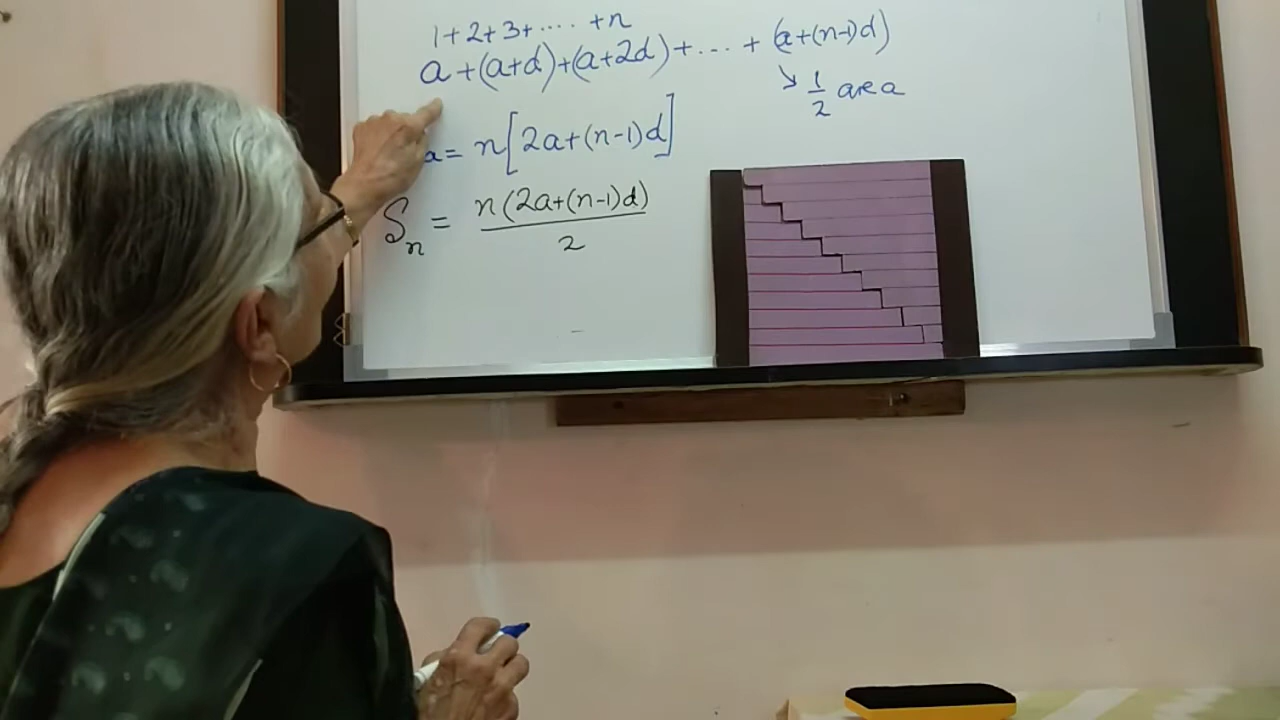 1+2+3+.... +n
a+(a+d)+(a+2d)+...+(a+(n-1)d)
↘ 1/2 area
a= n[2a+(n-1)d]
Sn = n(2a+(n-1)d)/2